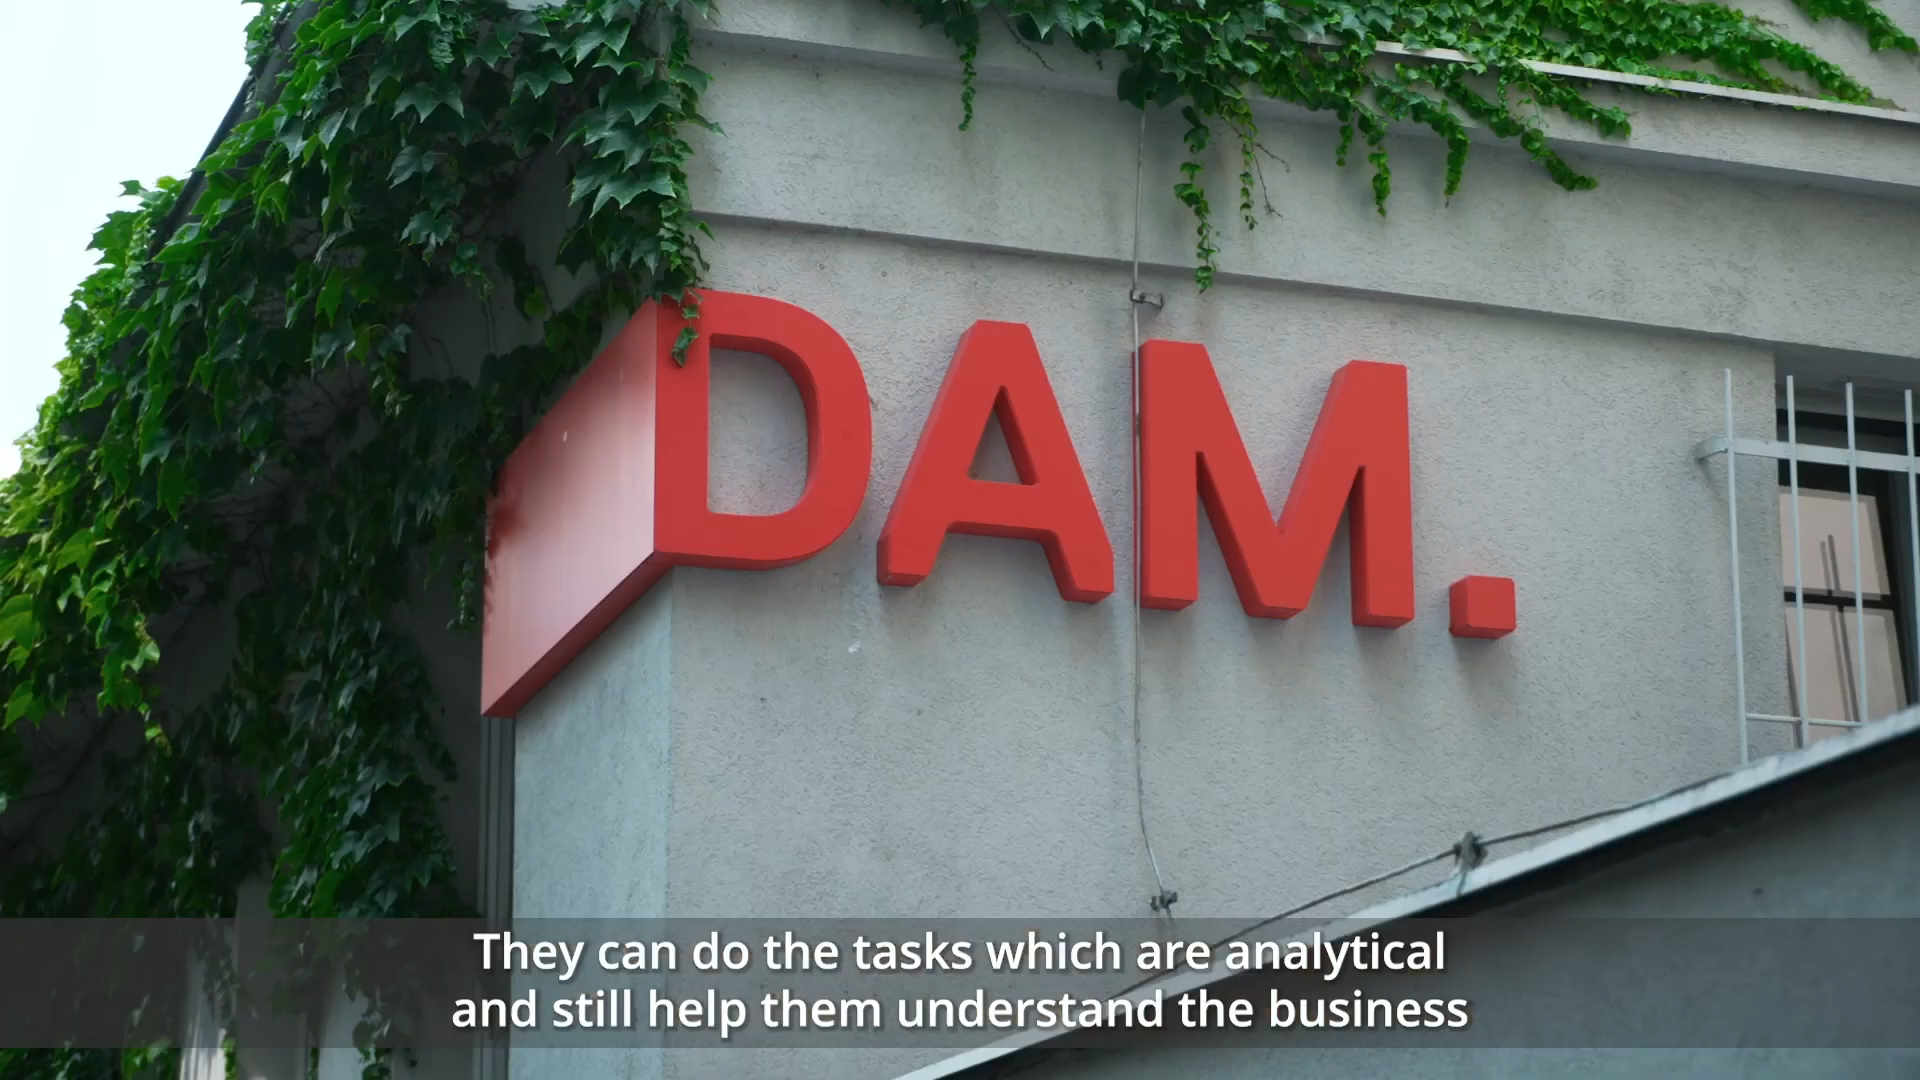 DAM.
They can do the tasks which are analytical
and still help them understand the business